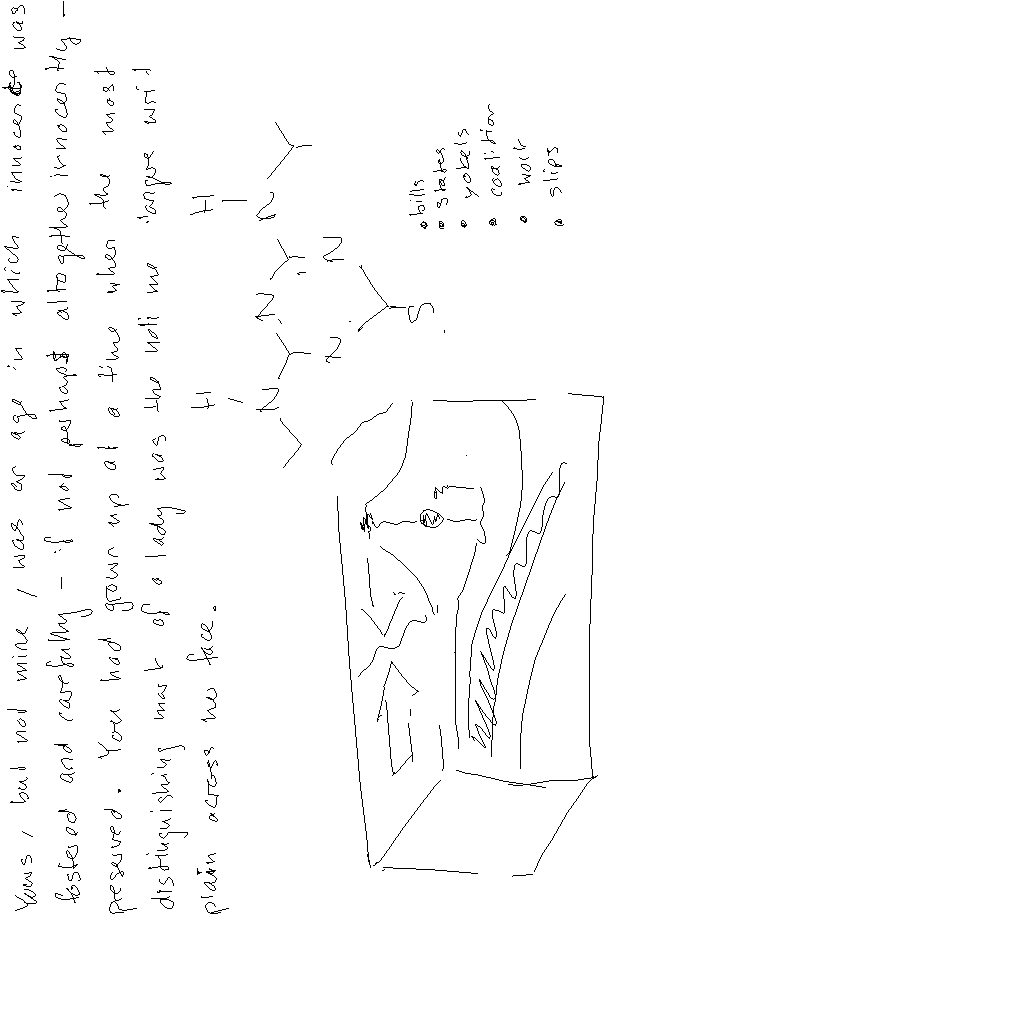 Yours, but not mine, was an age in which innocence was
fostered and carefully - if not perhaps altogether innocently -
preserved. You had grown up at a time when the most
distinguishing mark of a lady was the noli me tangere writ
plain across her face.
H H
N N N
N N
S
• bills
• states
• yokels
• coalition
• work
• slips